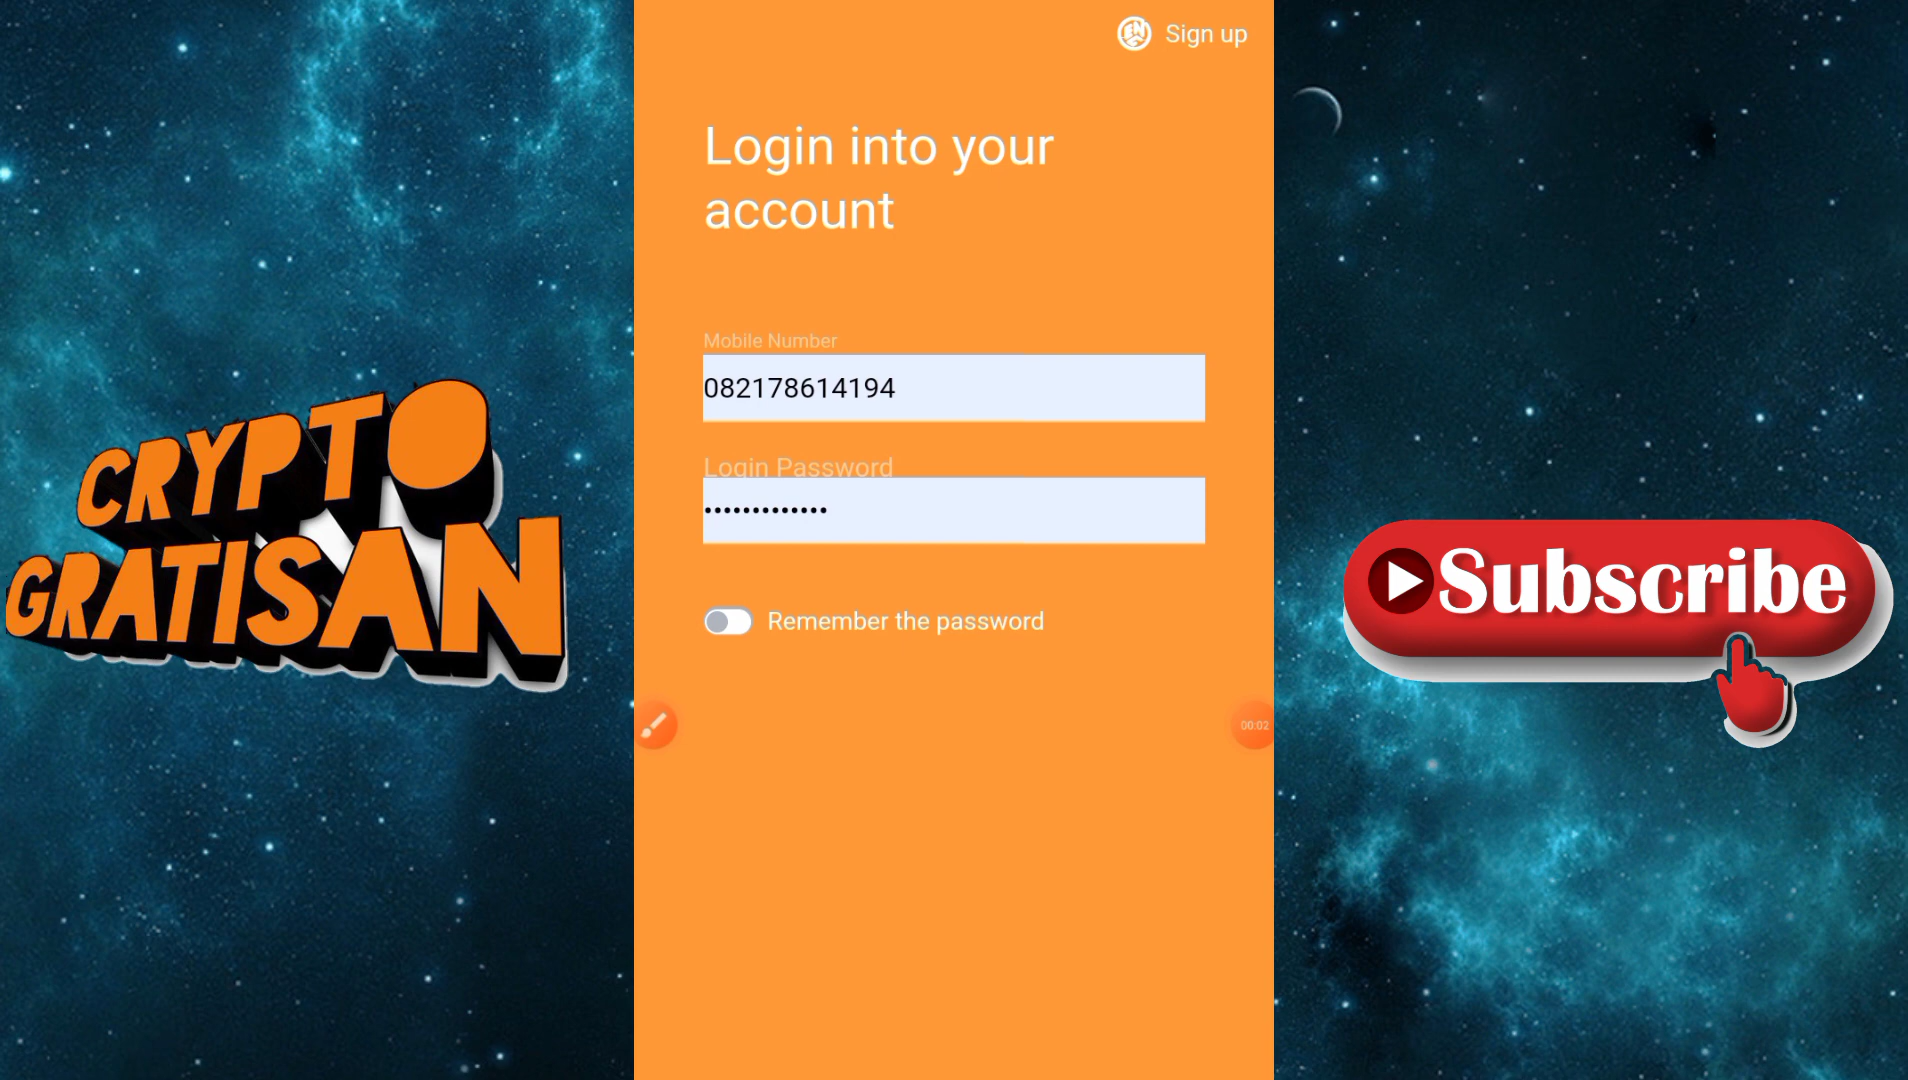 Sign up
Login into your
account
Mobile Number
082178614194
Login Password
•••••••••••••
Remember the password
00:02
CRYPTO
GRATISAN
Subscribe